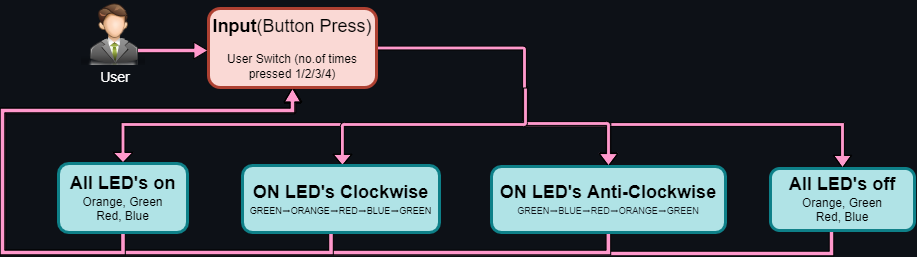 User
Input(Button Press)
User Switch (no.of times
pressed 1/2/3/4)
All LED's on
Orange, Green
Red, Blue
ON LED's Clockwise
GREEN→ORANGE→RED→BLUE→GREEN
ON LED's Anti-Clockwise
GREEN→BLUE→RED→ORANGE→GREEN
All LED's off
Orange, Green
Red, Blue